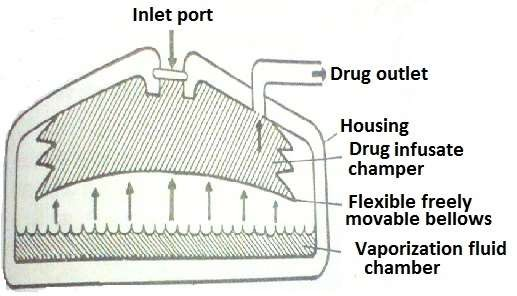 Inlet port
Drug outlet
Housing
Drug infusate
champer
Flexible freely
movable bellows
Vaporization fluid
chamber